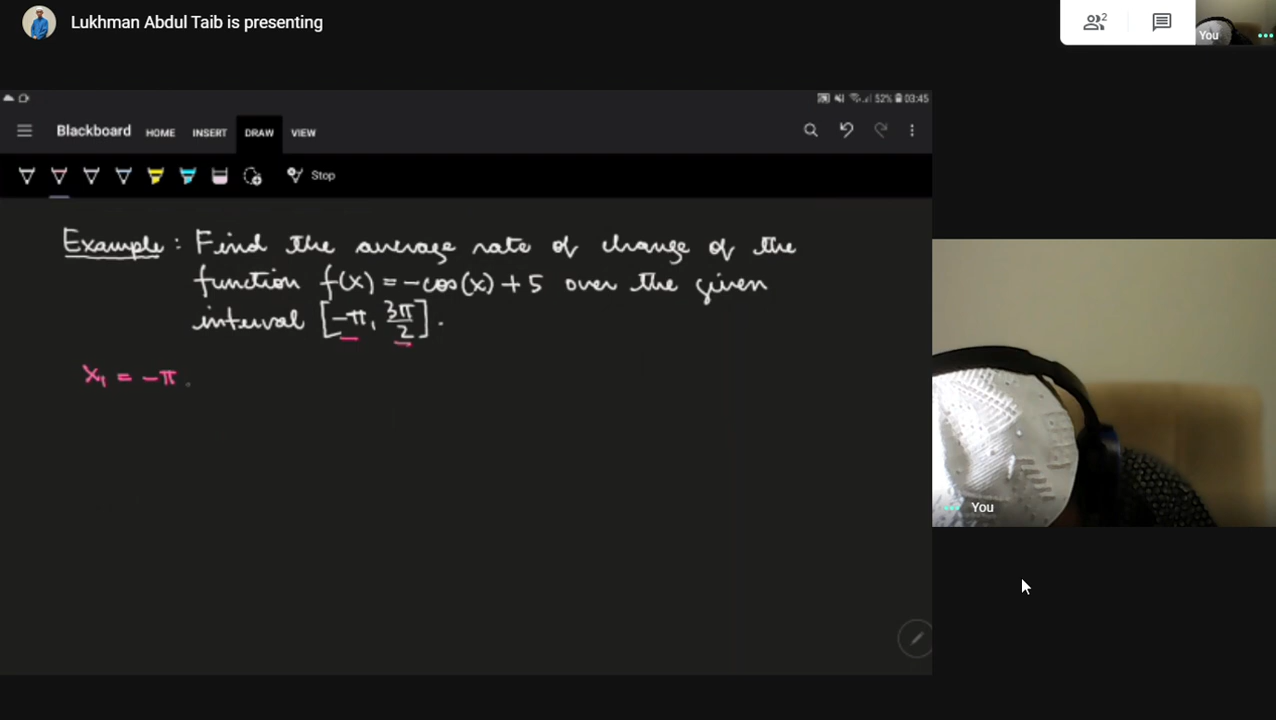 Lukhman Abdul Taib is presenting
2
You
52% 03:45
Blackboard HOME INSERT DRAW VIEW
Stop
Example: Find the average rate of change of the
function f(x) = -cos(x) + 5 over the given
interval [-π, 3π/2].
x₁ = -π
You